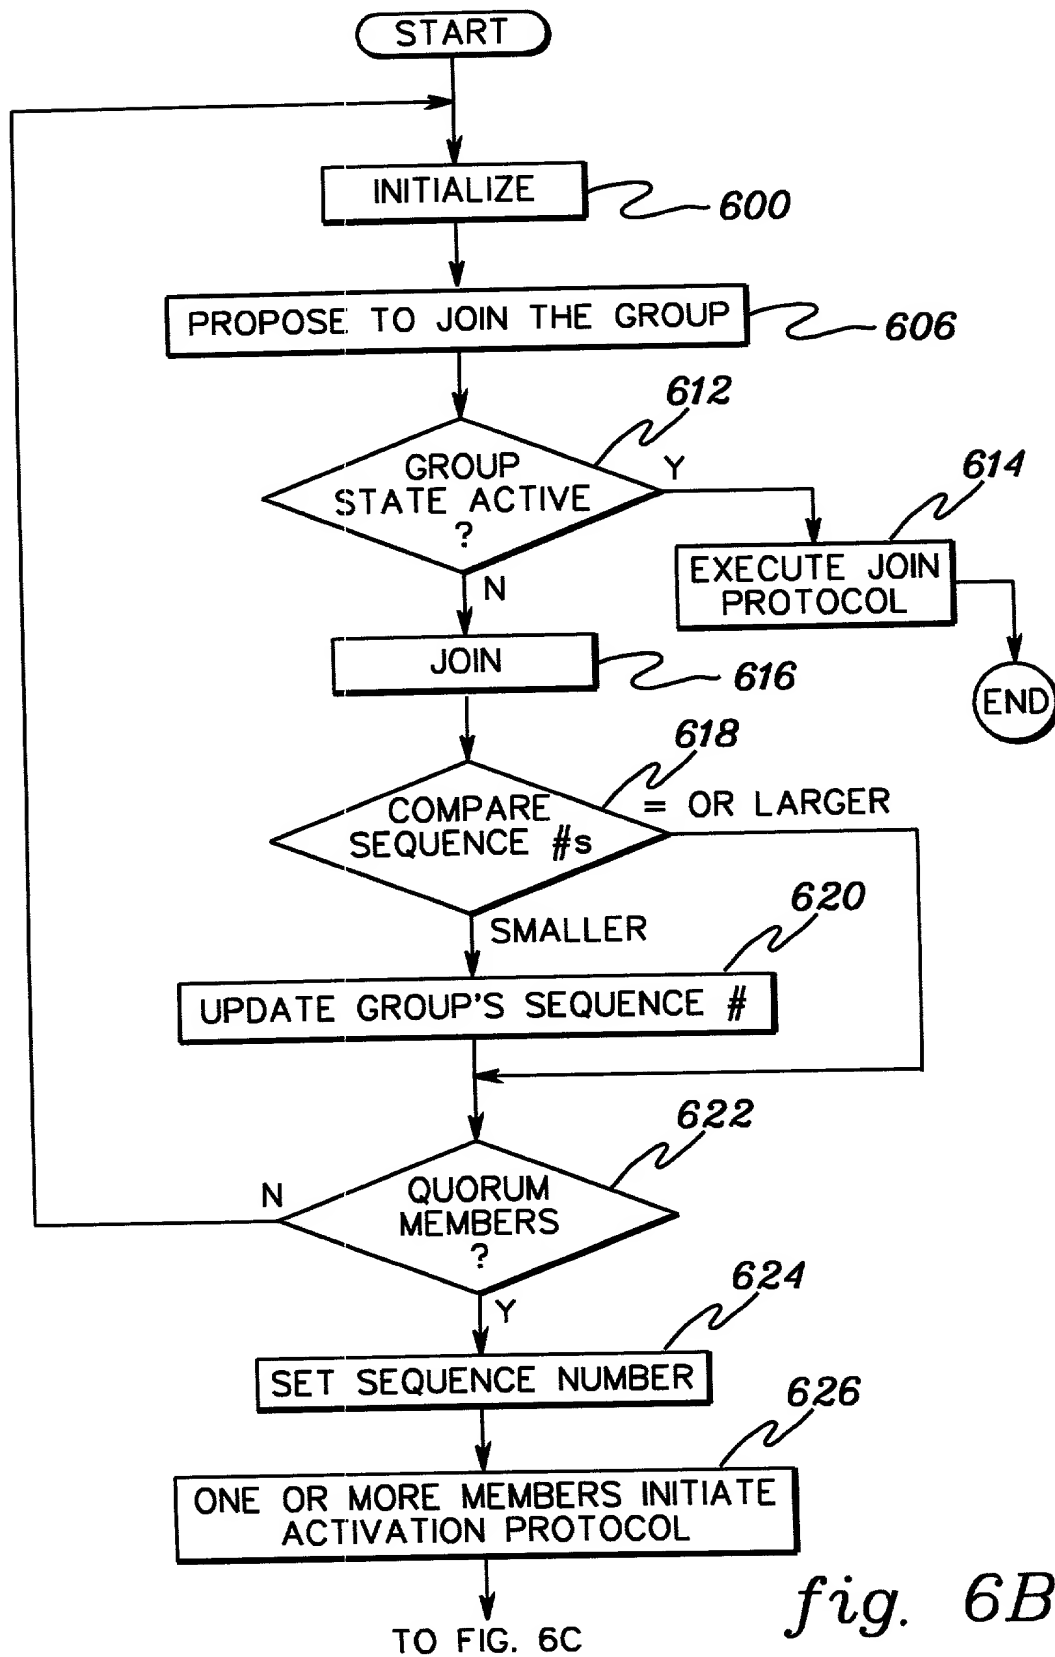 START
INITIALIZE
600
PROPOSE TO JOIN THE GROUP
606
612
GROUP
STATE ACTIVE
?
Y
N
614
EXECUTE JOIN
PROTOCOL
END
JOIN
616
618
COMPARE
SEQUENCE #s
= OR LARGER
SMALLER
620
UPDATE GROUP'S SEQUENCE #
622
QUORUM
MEMBERS
?
N
Y
624
SET SEQUENCE NUMBER
626
ONE OR MORE MEMBERS INITIATE
ACTIVATION PROTOCOL
TO FIG. 6C
fig. 6B